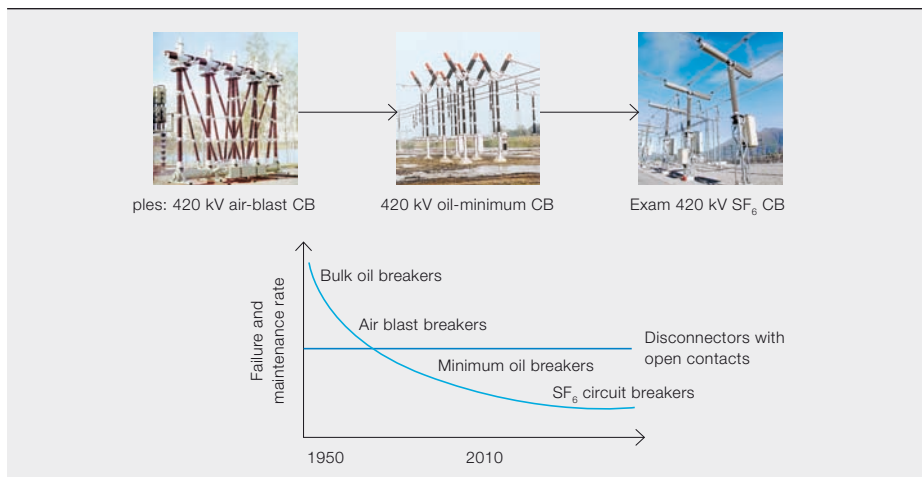 ples: 420 kV air-blast CB
420 kV oil-minimum CB
Exam 420 kV SF₆ CB
Failure and
maintenance rate
Bulk oil breakers
Air blast breakers
Minimum oil breakers
SF₆ circuit breakers
Disconnectors with
open contacts
1950
2010